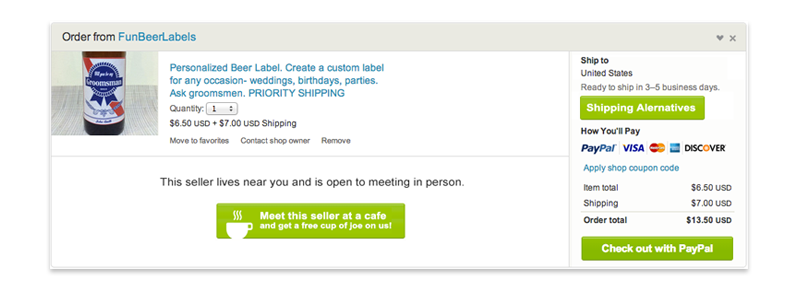 Order from FunBeerLabels
Groomsman
Personalized Beer Label. Create a custom label
for any occasion- weddings, birthdays, parties.
Ask groomsmen. PRIORITY SHIPPING
Quantity: 1
$6.50 USD + $7.00 USD Shipping
Move to favorites Contact shop owner Remove
This seller lives near you and is open to meeting in person.
Meet this seller at a cafe
and get a free cup of joe on us!
Ship to
United States
Ready to ship in 3–5 business days.
Shipping Alernatives
How You'll Pay
PayPal VISA DISCOVER
Apply shop coupon code
Item total $6.50 USD
Shipping $7.00 USD
Order total $13.50 USD
Check out with PayPal